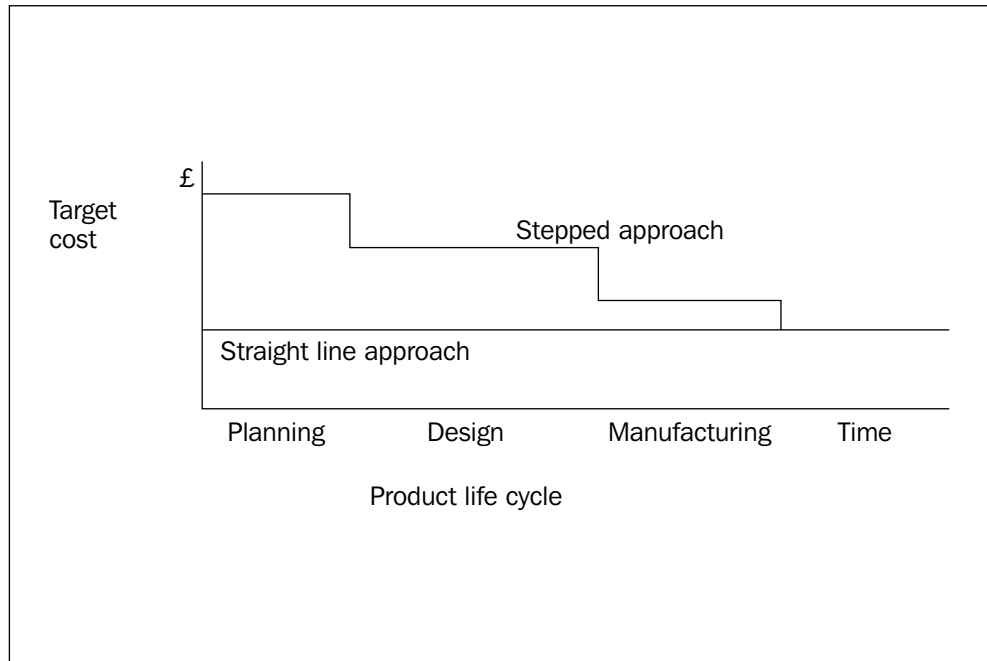 £
Target
cost
Stepped approach
Straight line approach
Planning Design Manufacturing Time
Product life cycle